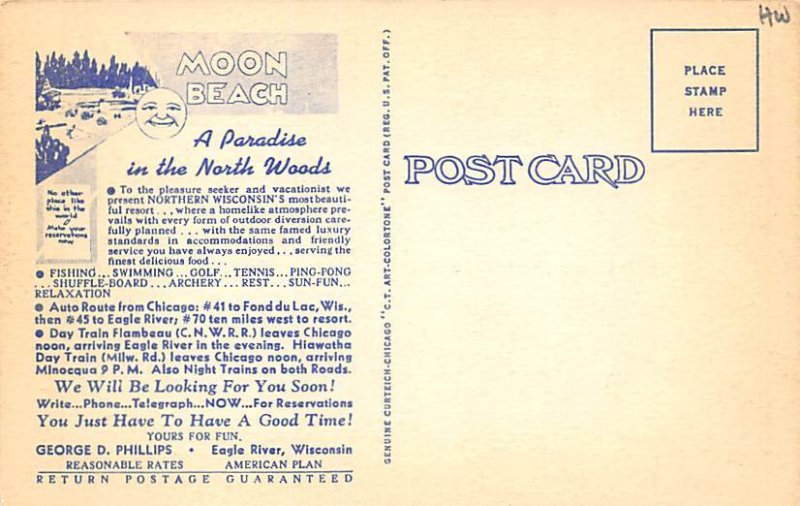 MOON
BEACH
A Paradise
in the North Woods
No other
place like
this in the
world
Make your
reservations
now
● To the pleasure seeker and vacationist we
present NORTHERN WISCONSIN'S most beauti-
ful resort . . . where a homelike atmosphere pre-
vails with every form of outdoor diversion care-
fully planned . . . with the same famed luxury
standards in accommodations and friendly
service you have always enjoyed . . . serving the
finest delicious food . . .
● FISHING...SWIMMING...GOLF...TENNIS...PING-PONG
...SHUFFLE-BOARD...ARCHERY...REST...SUN-FUN...
RELAXATION
● Auto Route from Chicago: #41 to Fond du Lac, Wis.,
then #45 to Eagle River; #70 ten miles west to resort.
● Day Train Flambeau (C.N.W.R.R.) leaves Chicago
noon, arriving Eagle River in the evening. Hiawatha
Day Train (Milw. Rd.) leaves Chicago noon, arriving
Minocqua 9 P. M. Also Night Trains on both Roads.
We Will Be Looking For You Soon!
Write...Phone...Telegraph...NOW...For Reservations
You Just Have To Have A Good Time!
YOURS FOR FUN.
GEORGE D. PHILLIPS • Eagle River, Wisconsin
REASONABLE RATES AMERICAN PLAN
RETURN POSTAGE GUARANTEED
GENUINE CURTEICH-CHICAGO "C.T. ART-COLORTONE" POST CARD (REG. U.S. PAT. OFF.)
POST CARD
PLACE
STAMP
HERE
HW